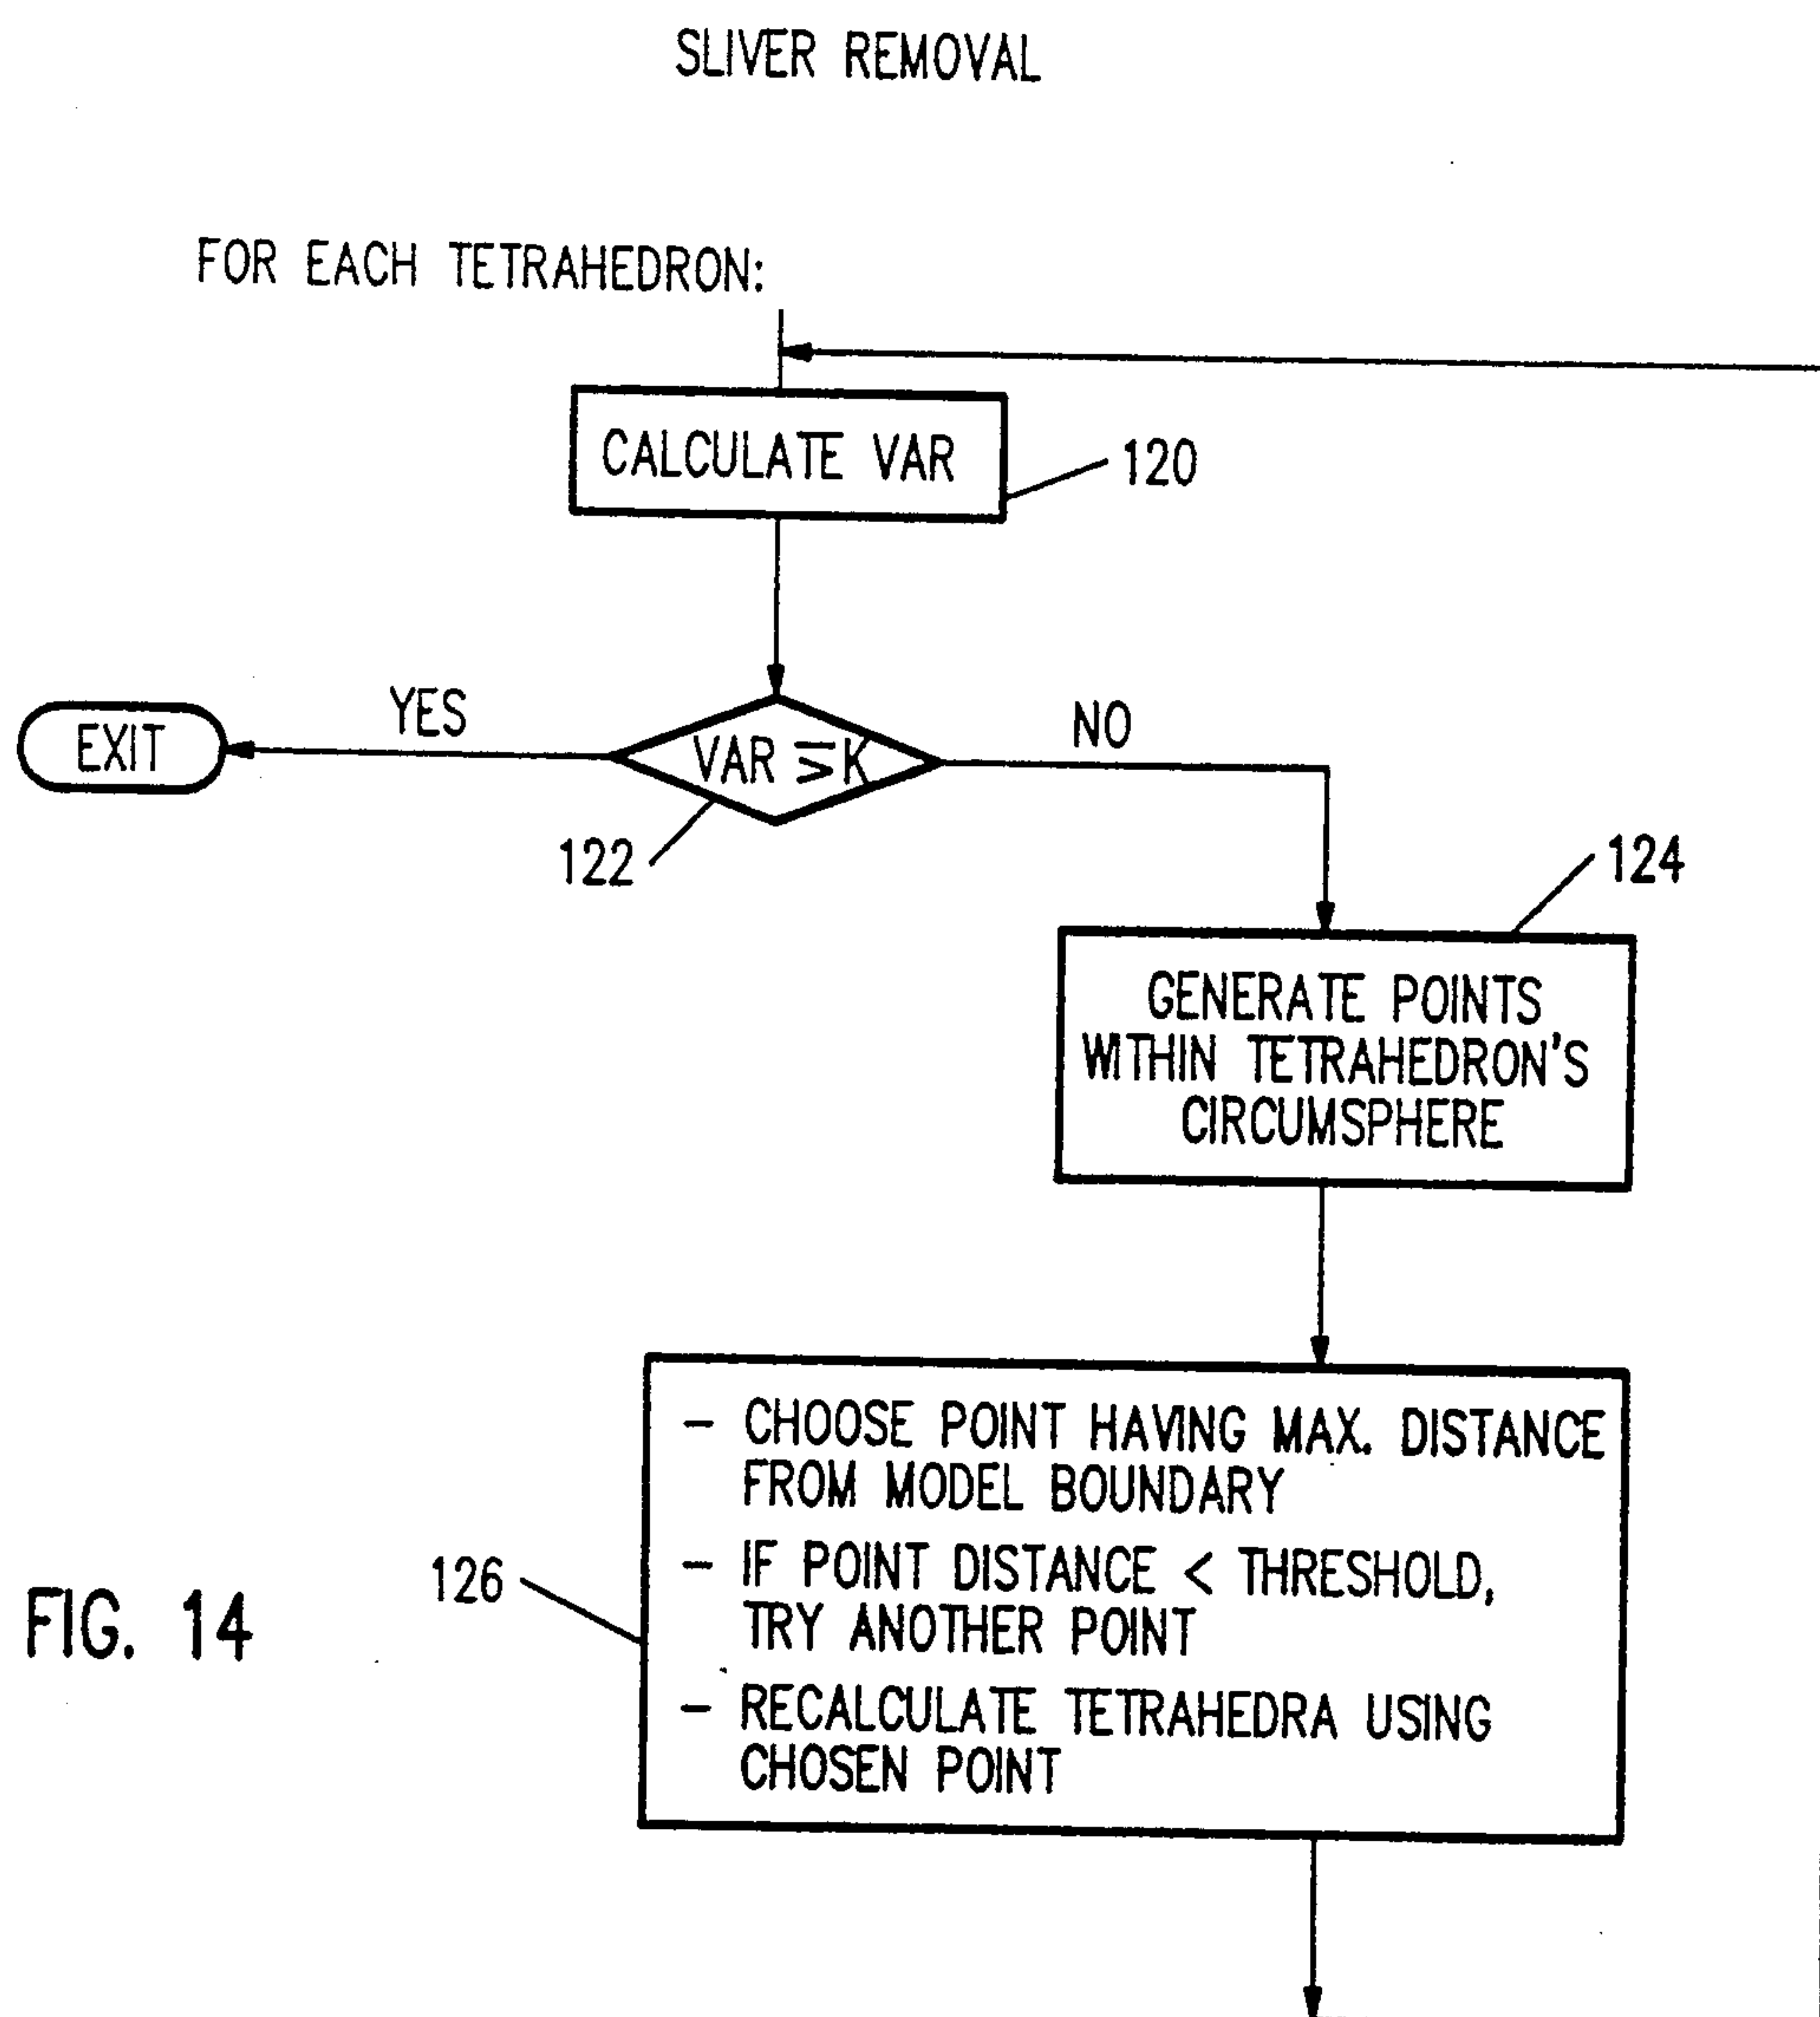 SLIVER REMOVAL
FOR EACH TETRAHEDRON:
CALCULATE VAR
120
YES
NO
EXIT
VAR ≥K
122
124
GENERATE POINTS
WITHIN TETRAHEDRON'S
CIRCUMSPHERE
- CHOOSE POINT HAVING MAX. DISTANCE
FROM MODEL BOUNDARY
- IF POINT DISTANCE < THRESHOLD,
TRY ANOTHER POINT
- RECALCULATE TETRAHEDRA USING
CHOSEN POINT
126
FIG. 14